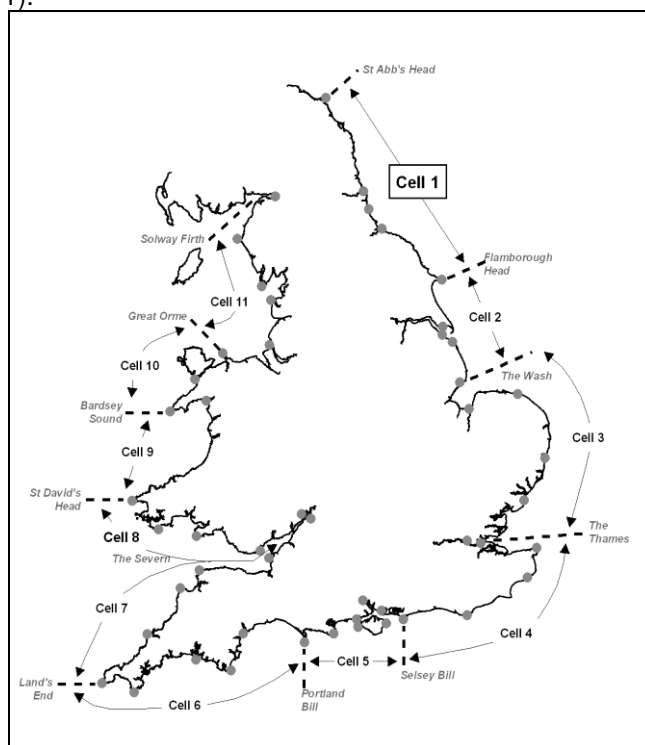 1).
St Abb's Head
Cell 1
Solway Firth
Flamborough
Head
Cell 11
Great Orme
Cell 2
Cell 10
The Wash
Bardsey
Sound
Cell 3
Cell 9
St David's
Head
Cell 8
The
Thames
The Severn
Cell 7
Cell 4
Land's
End
Cell 5
Selsey Bill
Cell 6
Portland
Bill